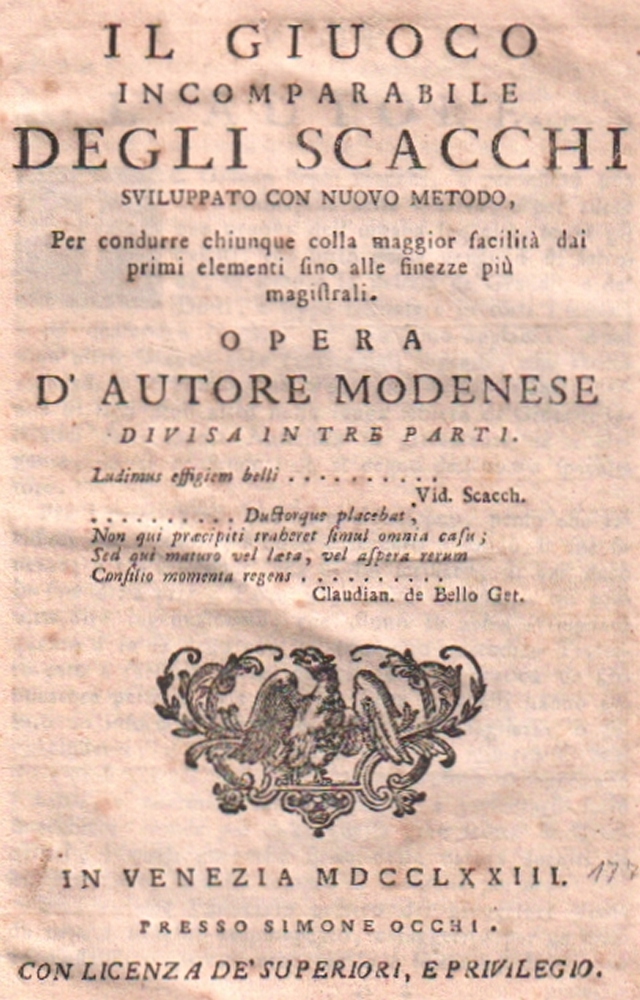 IL GIUOCO
INCOMPARABILE
DEGLI SCACCHI
SVILUPPATO CON NUOVO METODO,
Per condurre chiunque colla maggior facilità dai
primi elementi ſino alle finezze più
magiſtrali.
OPERA
D' AUTORE MODENESE
DIVISA IN TRE PARTI.
Ludimus effigiem belli . . . . . . . . . .
Vid. Scacch.
. . . . . . . . . . Ductorque placebat,
Non qui præcipiti traheret ſimul omnia caſu;
Sed qui maturo vel læta, vel aſpera rerum
Conſilio momenta regens . . . . . . . . . .
Claudian. de Bello Get.
IN VENEZIA MDCCLXXIII. 177
PRESSO SIMONE OCCHI.
CON LICENZA DE' SUPERIORI, E PRIVILEGIO.